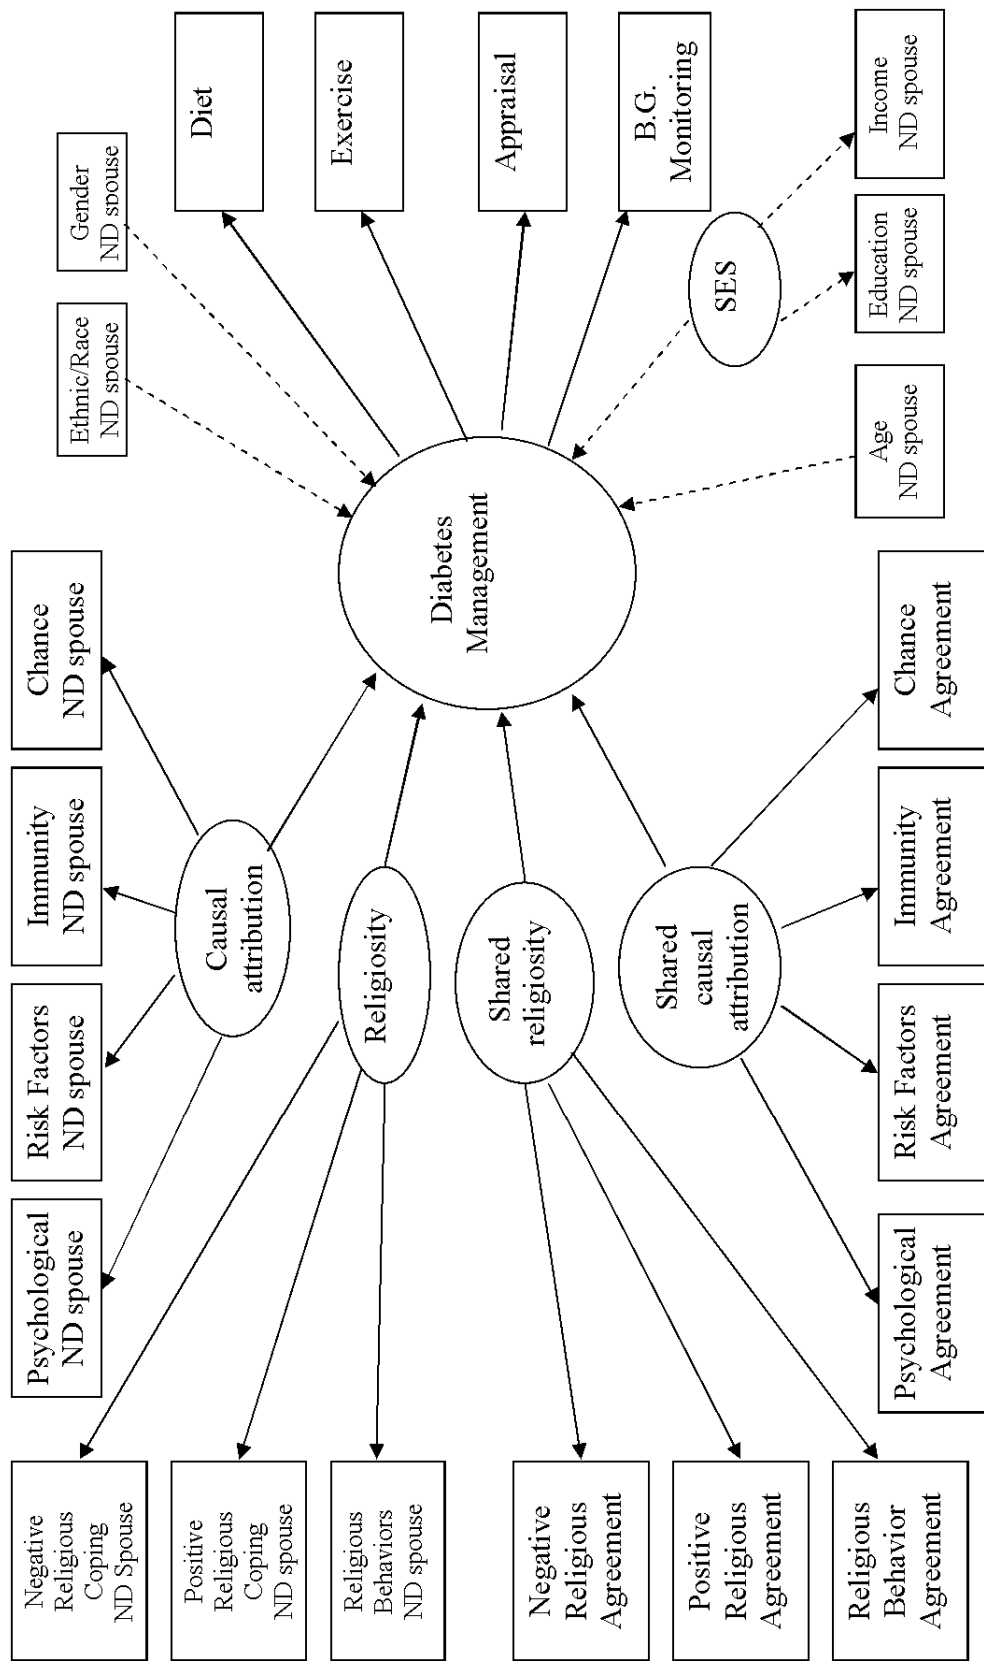 Psychological
ND spouse
Risk Factors
ND spouse
Immunity
ND spouse
Chance
ND spouse
Ethnic/Race
ND spouse
Gender
ND spouse
Negative
Religious
Coping
ND Spouse
Positive
Religious
Coping
ND spouse
Religious
Behaviors
ND spouse
Negative
Religious
Agreement
Positive
Religious
Agreement
Religious
Behavior
Agreement
Causal
attribution
Religiosity
Shared
religiosity
Shared
causal
attribution
Diabetes
Management
Diet
Exercise
Appraisal
B.G.
Monitoring
SES
Psychological
Agreement
Risk Factors
Agreement
Immunity
Agreement
Chance
Agreement
Age
ND spouse
Education
ND spouse
Income
ND spouse